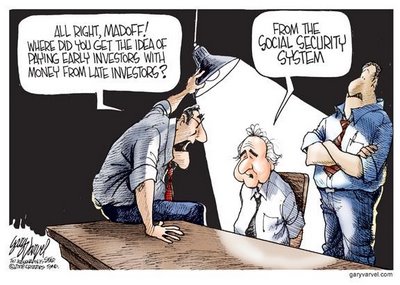 ALL RIGHT, MADOFF!
WHERE DID YOU GET THE IDEA OF
PAYING EARLY INVESTORS WITH
MONEY FROM LATE INVESTORS?
FROM THE
SOCIAL SECURITY
SYSTEM
garyvarvel.com